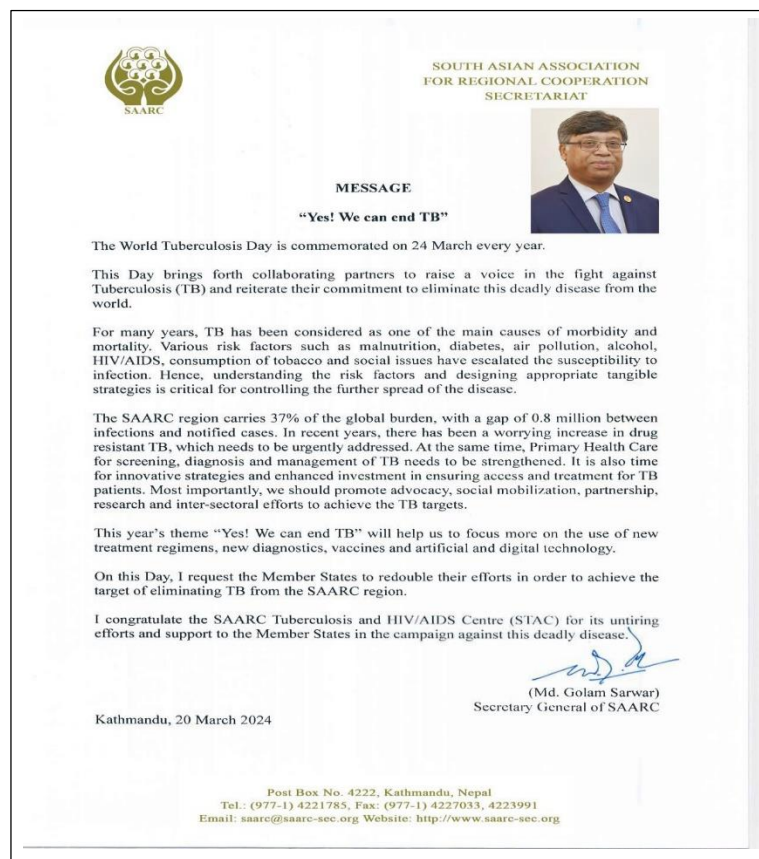 SAARC
SOUTH ASIAN ASSOCIATION
FOR REGIONAL COOPERATION
SECRETARIAT
MESSAGE
“Yes! We can end TB”
The World Tuberculosis Day is commemorated on 24 March every year.
This Day brings forth collaborating partners to raise a voice in the fight against
Tuberculosis (TB) and reiterate their commitment to eliminate this deadly disease from the
world.
For many years, TB has been considered as one of the main causes of morbidity and
mortality. Various risk factors such as malnutrition, diabetes, air pollution, alcohol,
HIV/AIDS, consumption of tobacco and social issues have escalated the susceptibility to
infection. Hence, understanding the risk factors and designing appropriate tangible
strategies is critical for controlling the further spread of the disease.
The SAARC region carries 37% of the global burden, with a gap of 0.8 million between
infections and notified cases. In recent years, there has been a worrying increase in drug
resistant TB, which needs to be urgently addressed. At the same time, Primary Health Care
for screening, diagnosis and management of TB needs to be strengthened. It is also time
for innovative strategies and enhanced investment in ensuring access and treatment for TB
patients. Most importantly, we should promote advocacy, social mobilization, partnership,
research and inter-sectoral efforts to achieve the TB targets.
This year’s theme “Yes! We can end TB” will help us to focus more on the use of new
treatment regimens, new diagnostics, vaccines and artificial and digital technology.
On this Day, I request the Member States to redouble their efforts in order to achieve the
target of eliminating TB from the SAARC region.
I congratulate the SAARC Tuberculosis and HIV/AIDS Centre (STAC) for its untiring
efforts and support to the Member States in the campaign against this deadly disease.
(Md. Golam Sarwar)
Secretary General of SAARC
Kathmandu, 20 March 2024
Post Box No. 4222, Kathmandu, Nepal
Tel.: (977-1) 4221785, Fax: (977-1) 4227033, 4223991
Email: saarc@saarc-sec.org Website: http://www.saarc-sec.org